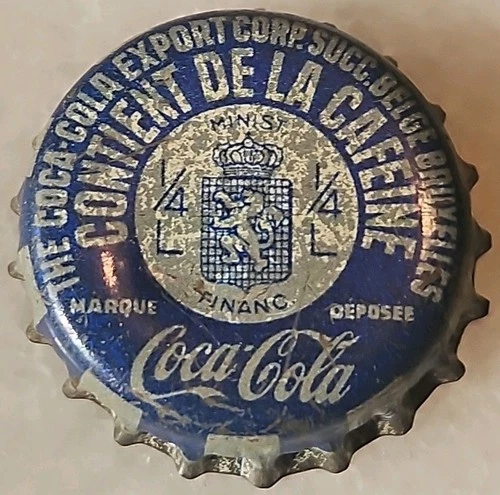 THE COCA-COLA EXPORT CORP. SUCC. BELGE BRUXELLES
CONTIENT DE LA CAFEINE
MINIST
1/4 L
1/4 L
FINANC
MARQUE
DEPOSEE
Coca-Cola